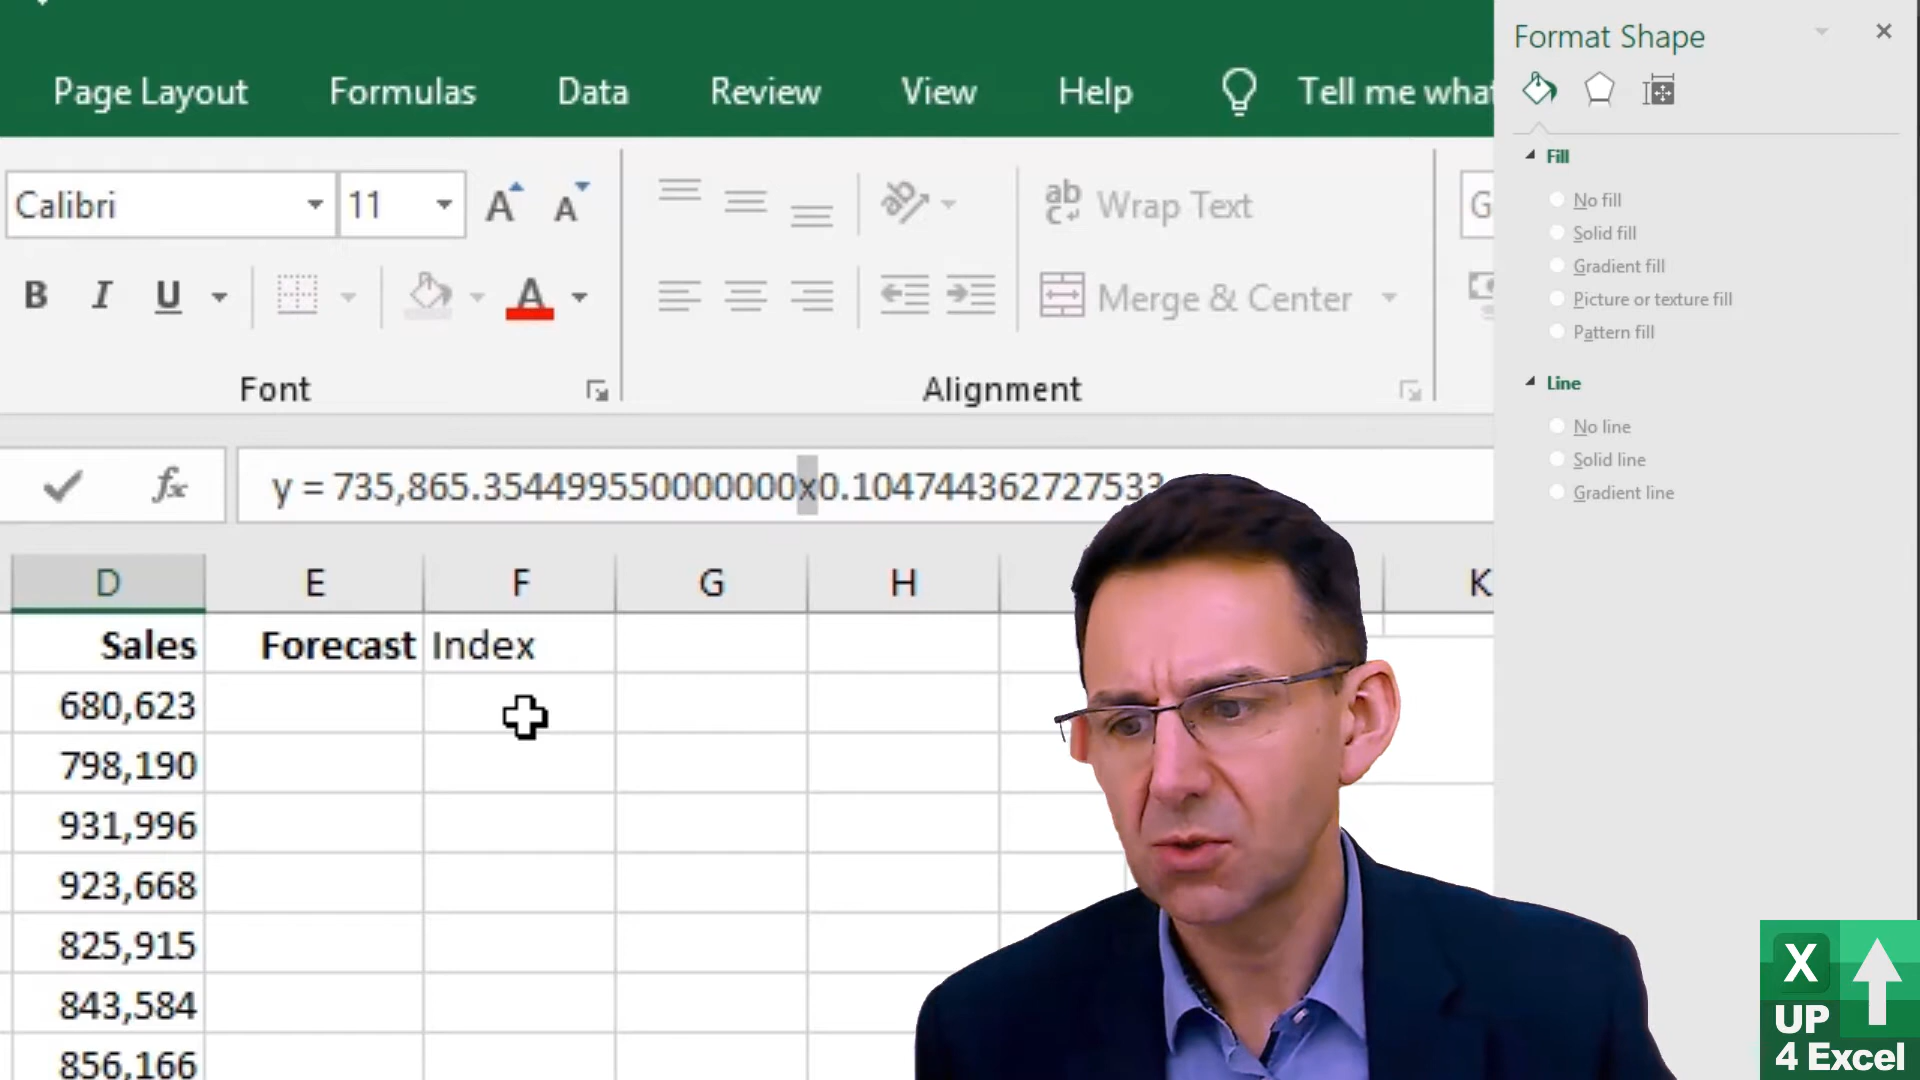 Format Shape
Page Layout Formulas Data Review View Help Tell me what
Calibri 11 A A ab Wrap Text
B I U A Merge & Center
Font Alignment
Fill
No fill
Solid fill
Gradient fill
Picture or texture fill
Pattern fill
Line
No line
Solid line
Gradient line
fx y = 735,865.354499550000000x0.104744362727533
D E F G H K
Sales Forecast Index
680,623
798,190
931,996
923,668
825,915
843,584
856,166
X
UP
4 Excel